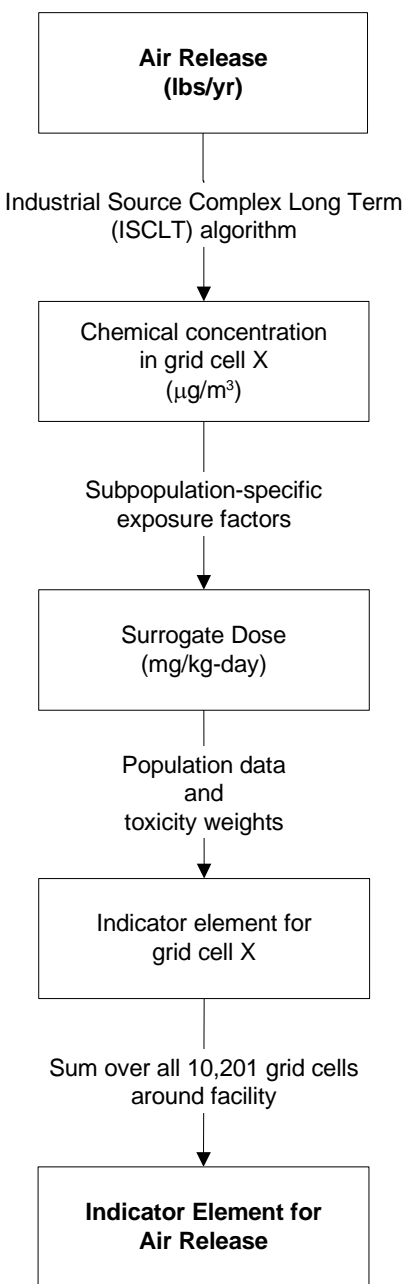 Air Release
(lbs/yr)
Industrial Source Complex Long Term
(ISCLT) algorithm
Chemical concentration
in grid cell X
(μg/m³)
Subpopulation-specific
exposure factors
Surrogate Dose
(mg/kg-day)
Population data
and
toxicity weights
Indicator element for
grid cell X
Sum over all 10,201 grid cells
around facility
Indicator Element for
Air Release